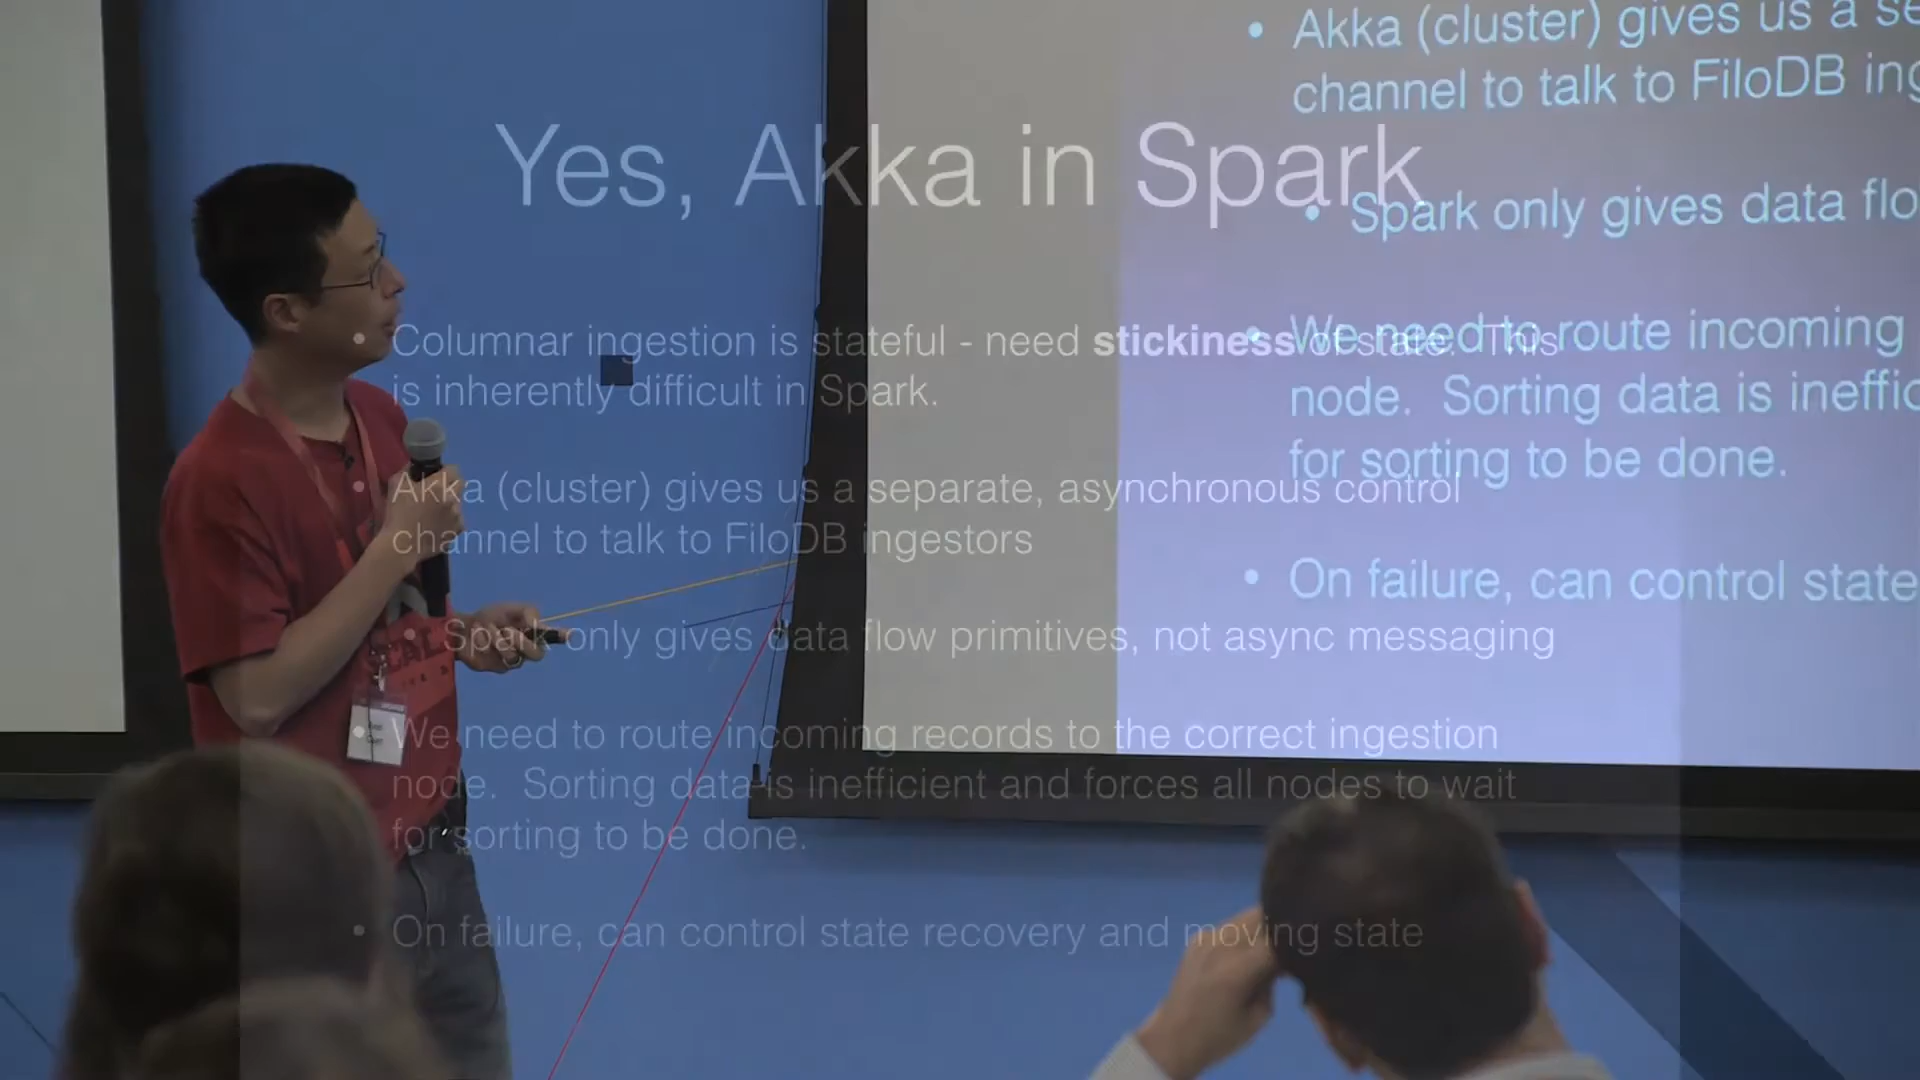 Yes, Akka in Spark
• Columnar ingestion is stateful - need stickiness of state. This
is inherently difficult in Spark.
• Akka (cluster) gives us a separate, asynchronous control
channel to talk to FiloDB ingestors
• Spark only gives data flow primitives, not async messaging
• We need to route incoming records to the correct ingestion
node. Sorting data is inefficient and forces all nodes to wait
for sorting to be done.
• On failure, can control state recovery and moving state
• Akka (cluster) gives us a se
channel to talk to FiloDB ing
• Spark only gives data flo
• We need to route incoming
node. Sorting data is ineffic
for sorting to be done.
• On failure, can control state